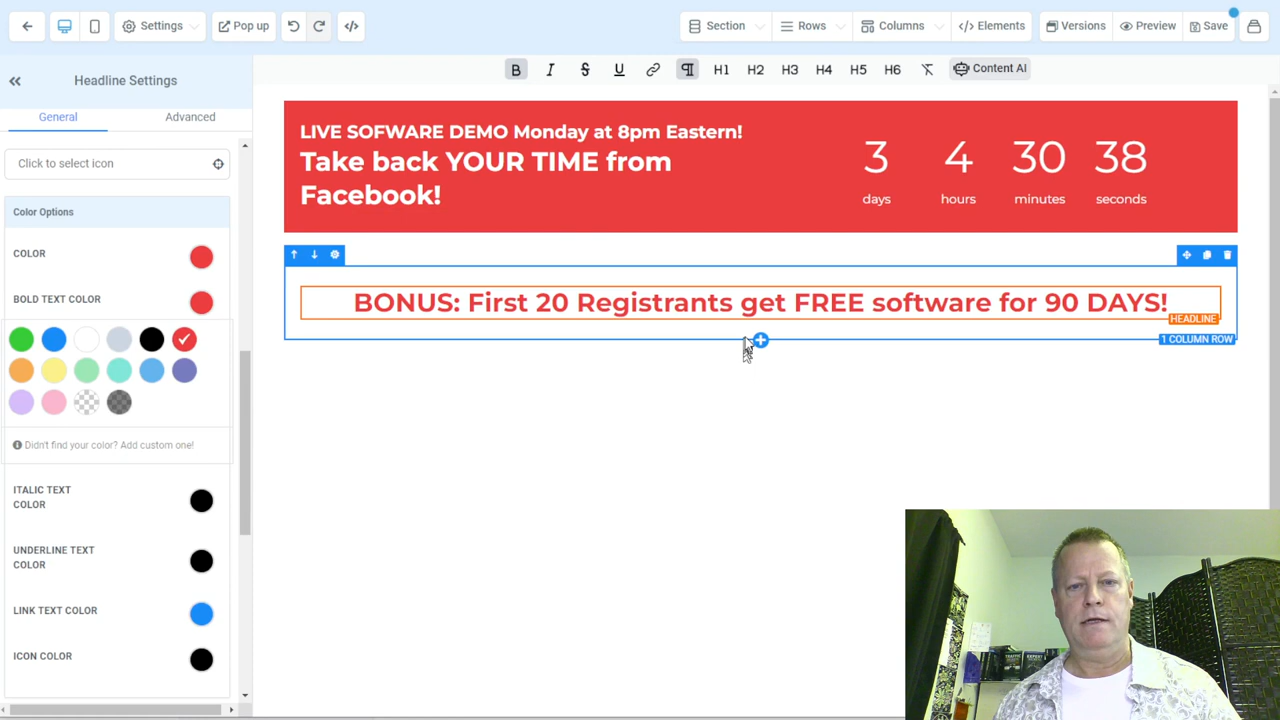 Settings
Pop up
Section
Rows
Columns
</> Elements
Versions
Preview
Save
Headline Settings
B I S U H1 H2 H3 H4 H5 H6 Content AI
General
Advanced
Click to select icon
Color Options
COLOR
BOLD TEXT COLOR
Didn't find your color? Add custom one!
ITALIC TEXT
COLOR
UNDERLINE TEXT
COLOR
LINK TEXT COLOR
ICON COLOR
LIVE SOFWARE DEMO Monday at 8pm Eastern!
Take back YOUR TIME from
Facebook!
3 4 30 38
days hours minutes seconds
BONUS: First 20 Registrants get FREE software for 90 DAYS!
HEADLINE
1 COLUMN ROW